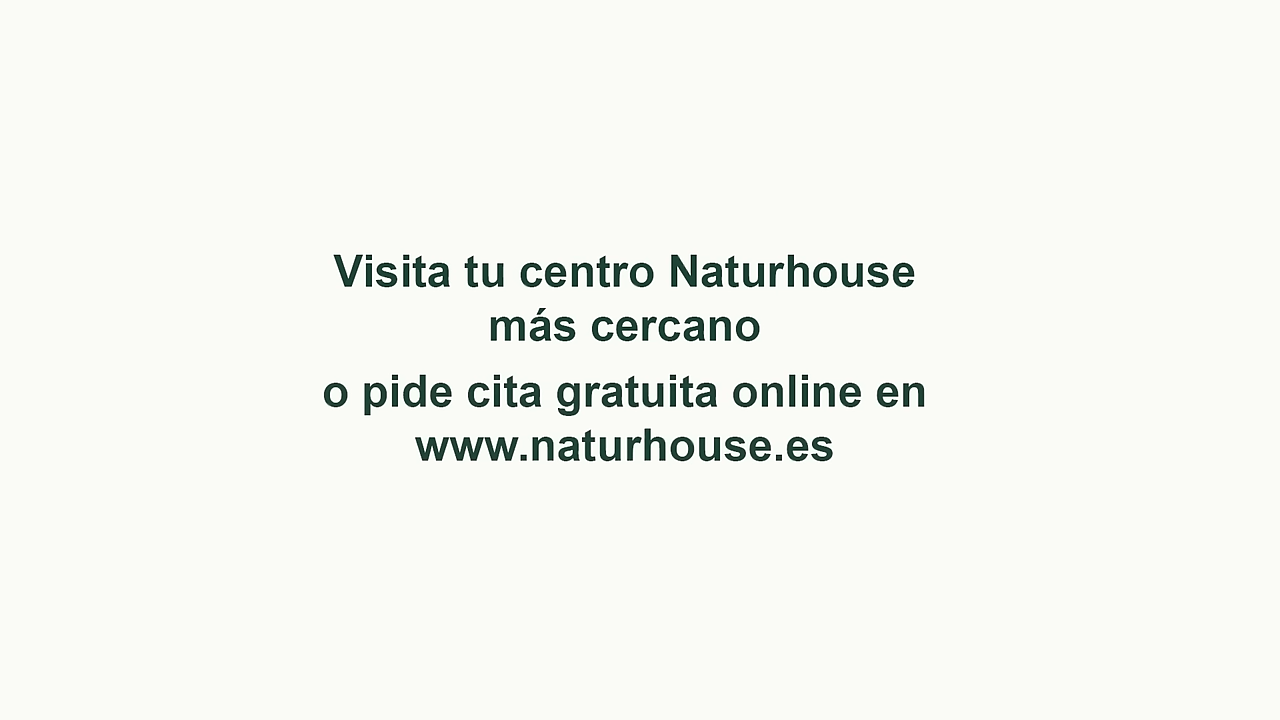 Visita tu centro Naturhouse
más cercano
o pide cita gratuita online en
www.naturhouse.es